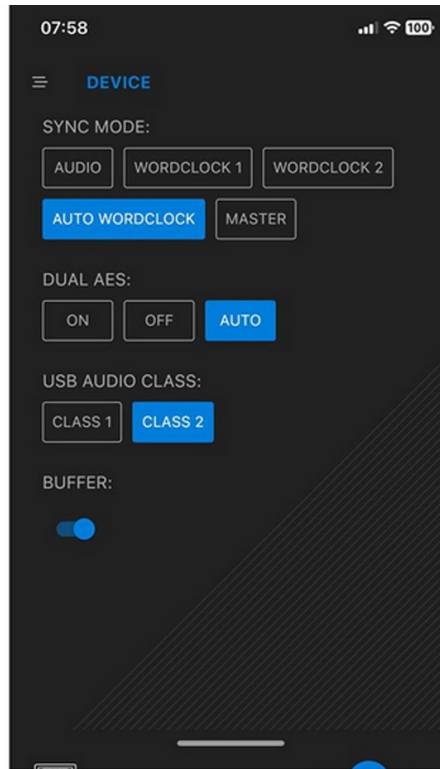 07:58
100
DEVICE
SYNC MODE:
AUDIO WORDCLOCK 1 WORDCLOCK 2
AUTO WORDCLOCK MASTER
DUAL AES:
ON OFF AUTO
USB AUDIO CLASS:
CLASS 1 CLASS 2
BUFFER: